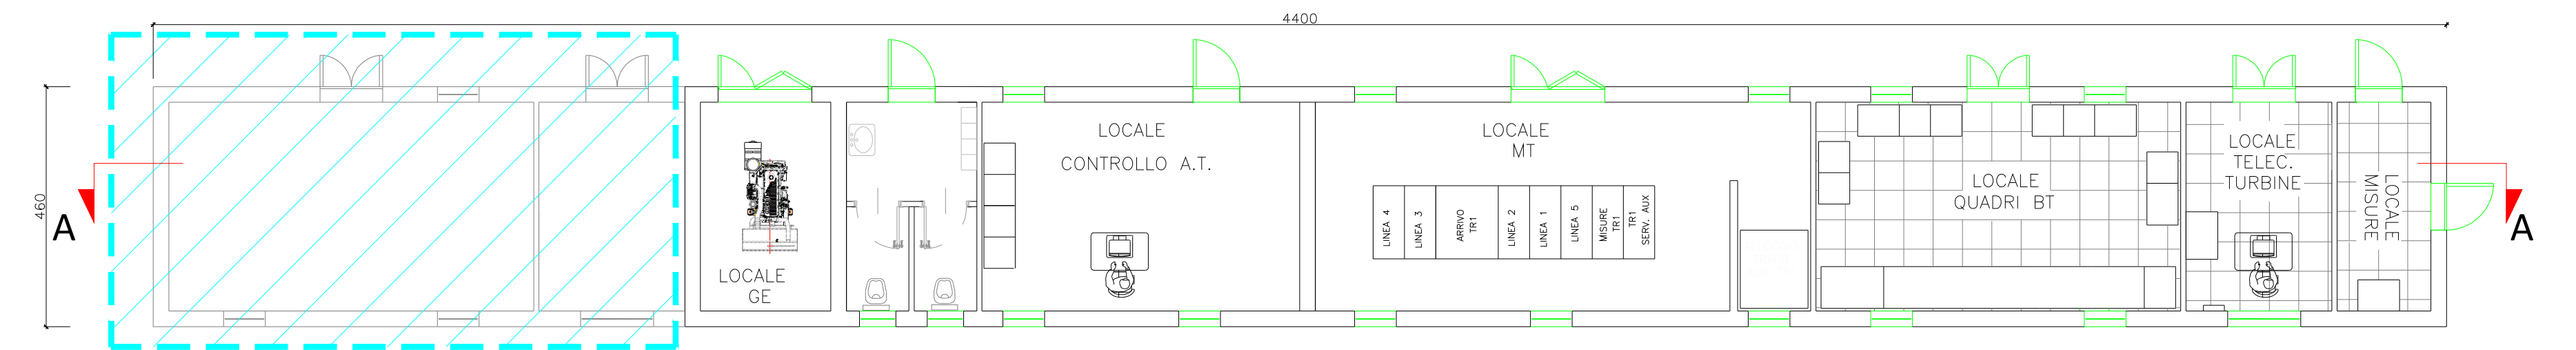 4400
460
A
LOCALE
GE
LOCALE
CONTROLLO A.T.
LOCALE
MT
LINEA 4
LINEA 3
ARRIVO
TR1
LINEA 2
LINEA 1
LINEA 5
MISURE
TR1
TR1
SERV. AUX
LOCALE
QUADRI BT
LOCALE
TELEC.
TURBINE
LOCALE
MISURE
A